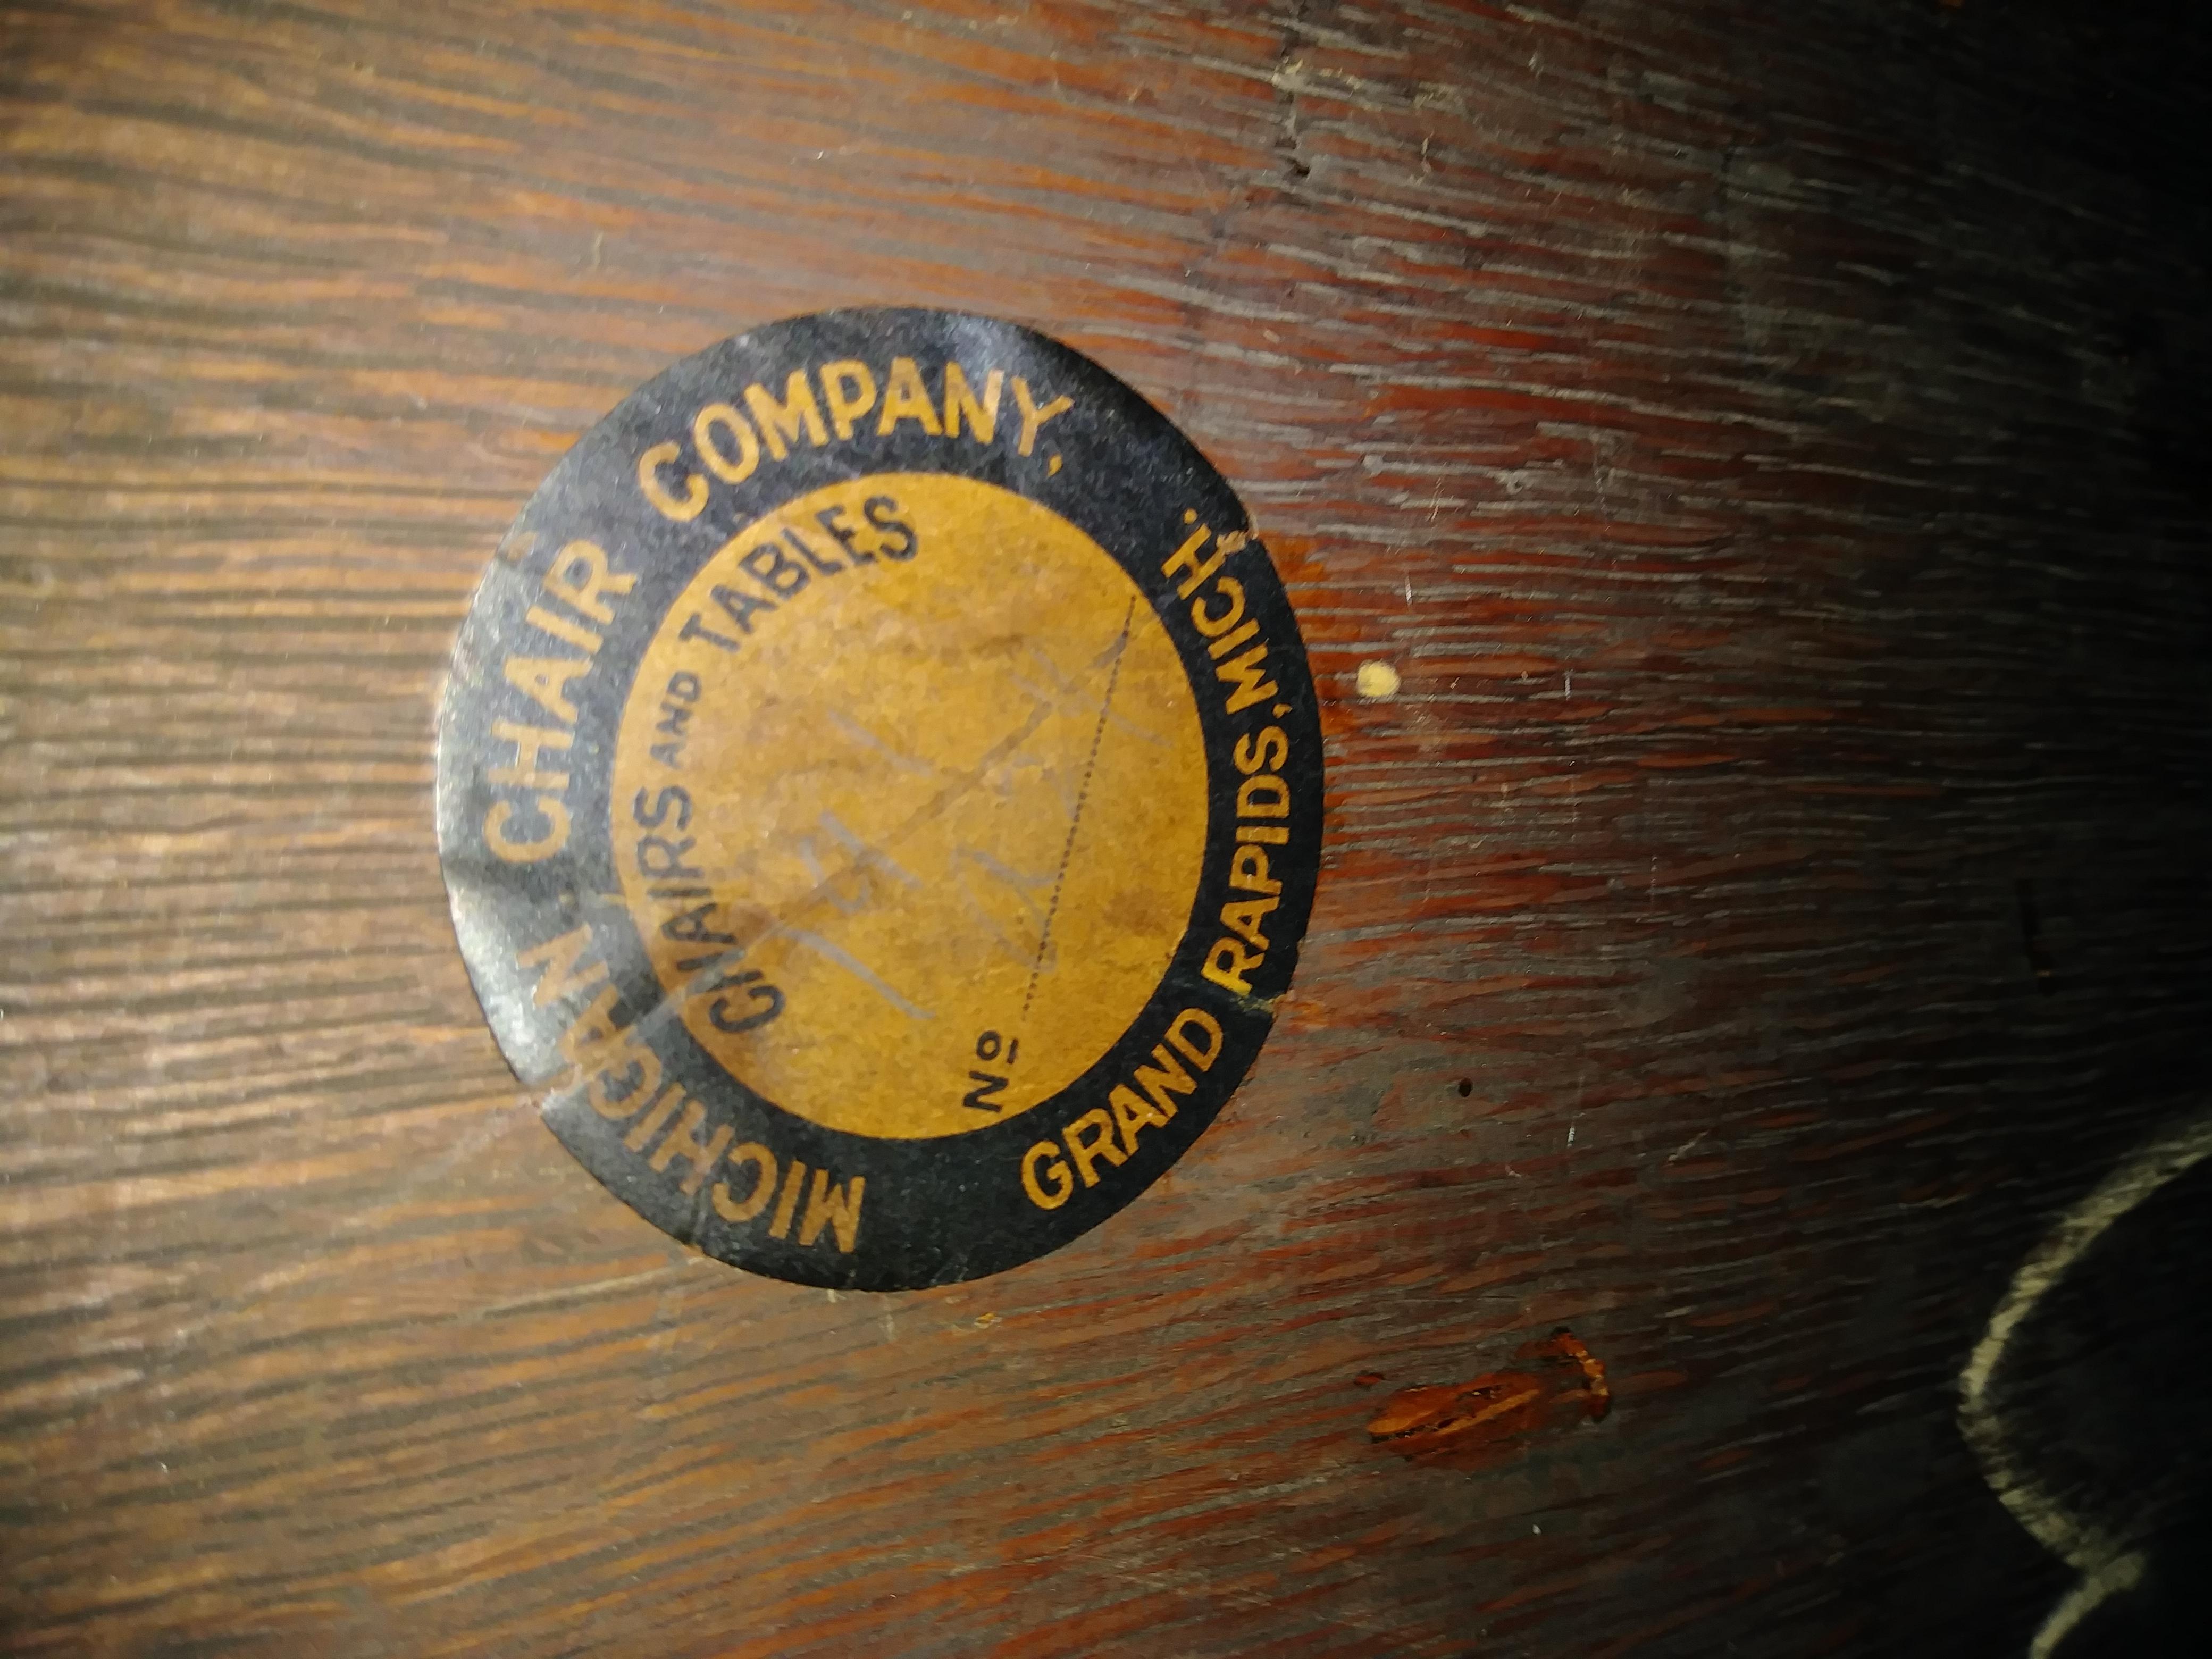 MICHIGAN CHAIR COMPANY,
CHAIRS AND TABLES
No
GRAND RAPIDS, MICH.